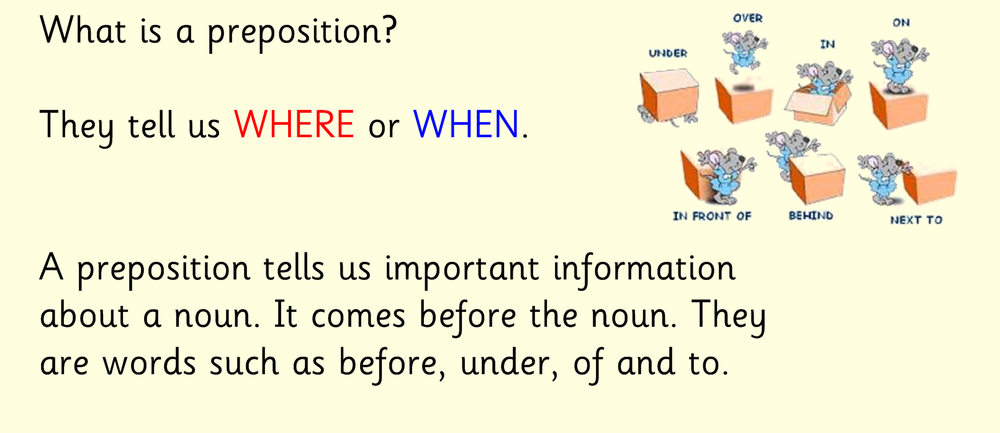 What is a preposition?
They tell us WHERE or WHEN.
OVER
ON
IN
UNDER
IN FRONT OF
BEHIND
NEXT TO
A preposition tells us important information
about a noun. It comes before the noun. They
are words such as before, under, of and to.